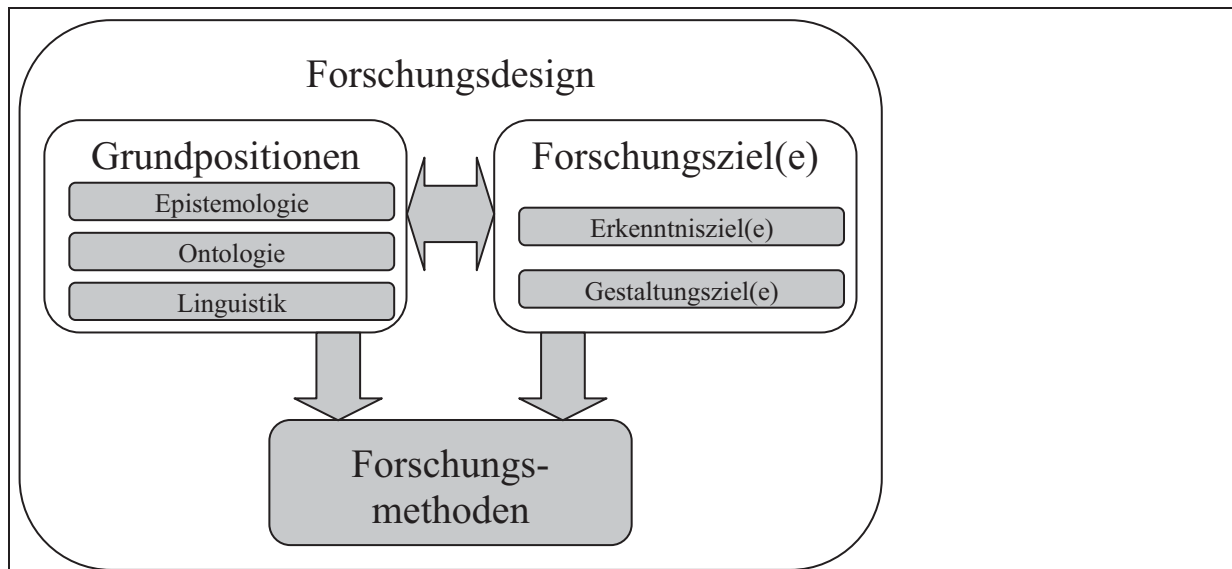 Forschungsdesign
Grundpositionen
Epistemologie
Ontologie
Linguistik
Forschungsziel(e)
Erkenntnisziel(e)
Gestaltungsziel(e)
Forschungs-
methoden